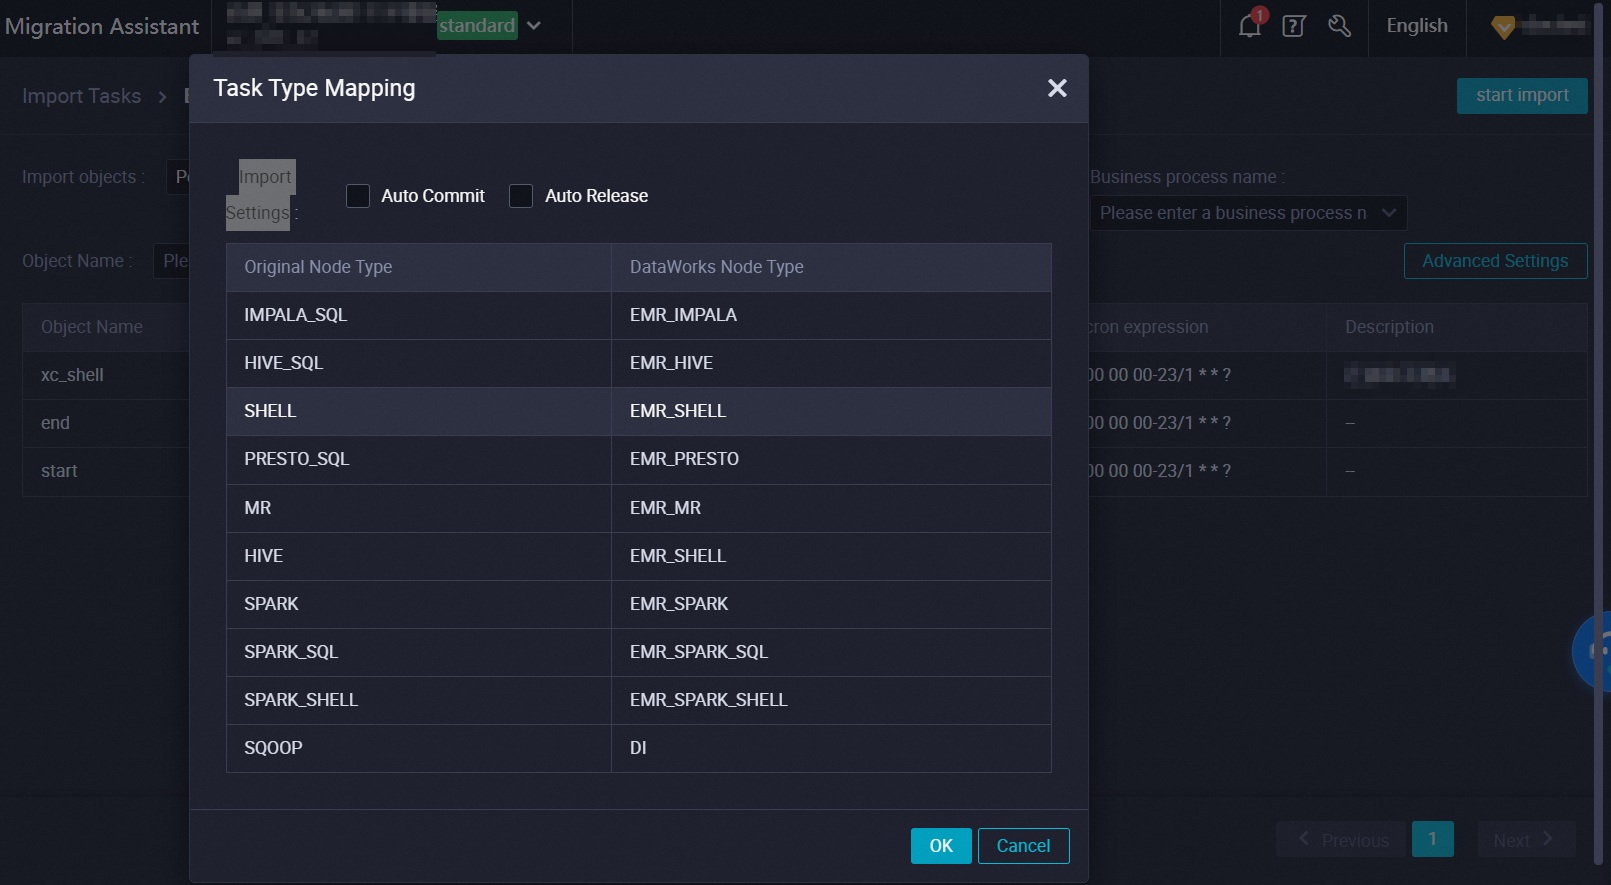 Migration Assistant
standard
1
English
Import Tasks
start import
Task Type Mapping
Import objects :
Business process name :
Import
Settings :
Auto Commit
Auto Release
Please enter a business process n
Object Name :
Ple
Advanced Settings
Original Node Type DataWorks Node Type
IMPALA_SQL EMR_IMPALA
HIVE_SQL EMR_HIVE
SHELL EMR_SHELL
PRESTO_SQL EMR_PRESTO
MR EMR_MR
HIVE EMR_SHELL
SPARK EMR_SPARK
SPARK_SQL EMR_SPARK_SQL
SPARK_SHELL EMR_SPARK_SHELL
SQOOP DI
Object Name
cron expression Description
xc_shell
00 00 00-23/1 * * ?
end
00 00 00-23/1 * * ? --
start
00 00 00-23/1 * * ? --
OK
Cancel
Previous
1
Next